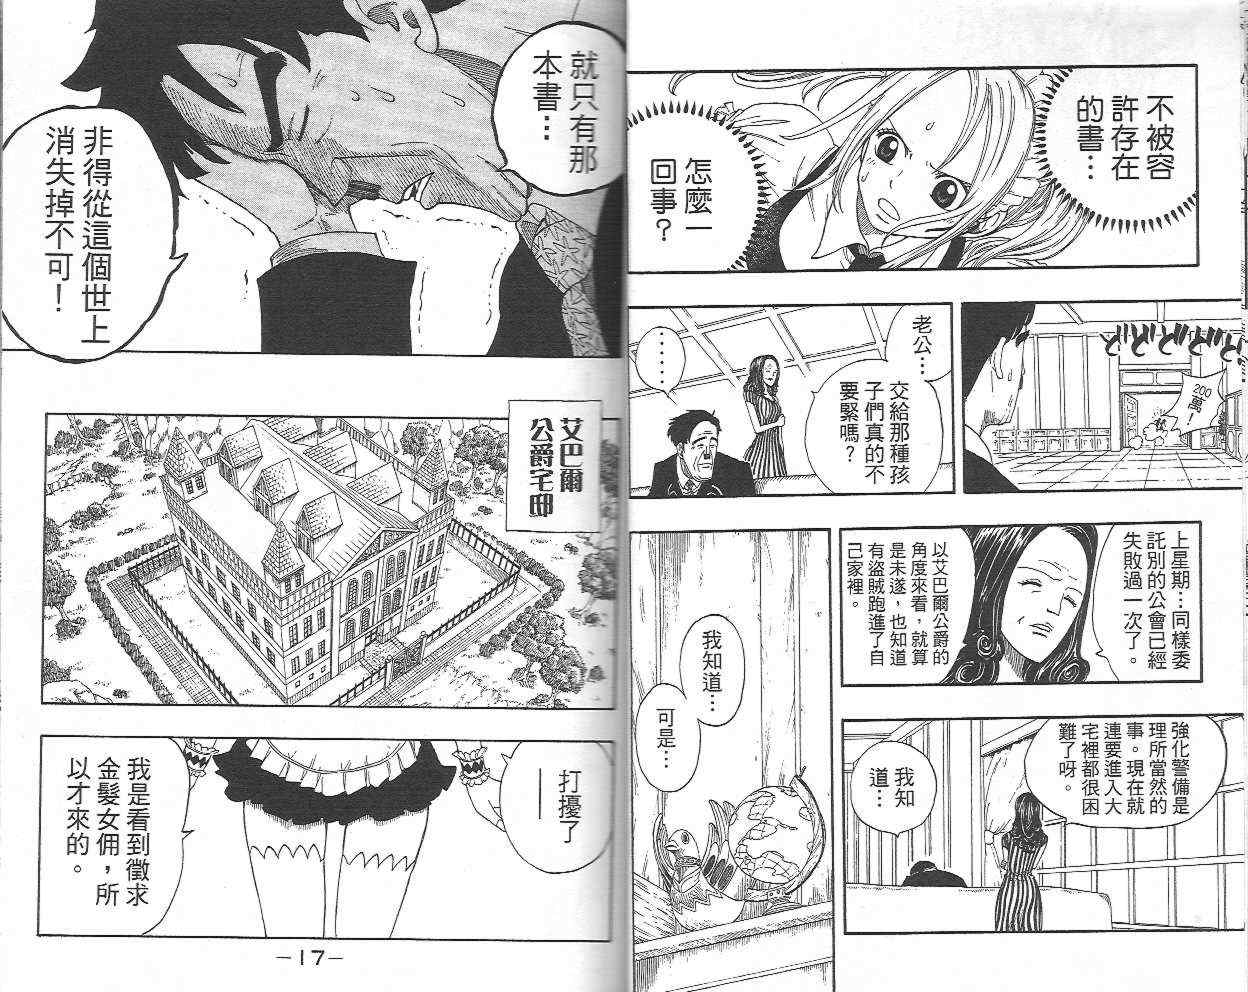 不被容
許存在
的書…
怎麼一
回事？
どどどどど
200
萬！
老公…
交給那種孩
子們真的不
要緊嗎？
……
上星期…同樣委
託別的公會已經
失敗過一次了。
以艾巴爾公爵的
角度來看，就算
是未遂，也知道
有盜賊跑進了自
己家裡。
強化警備是
理所當然的
事。現在就
連要進入大
宅裡都很困
難了呀。
我知
道…
我知
道…
可是…
就只有那
本書…
非得從這個世上
消失掉不可！
艾巴爾
公爵宅邸
打擾了
——
我是看到徵求
金髮女佣，所
以才來的。
－17－